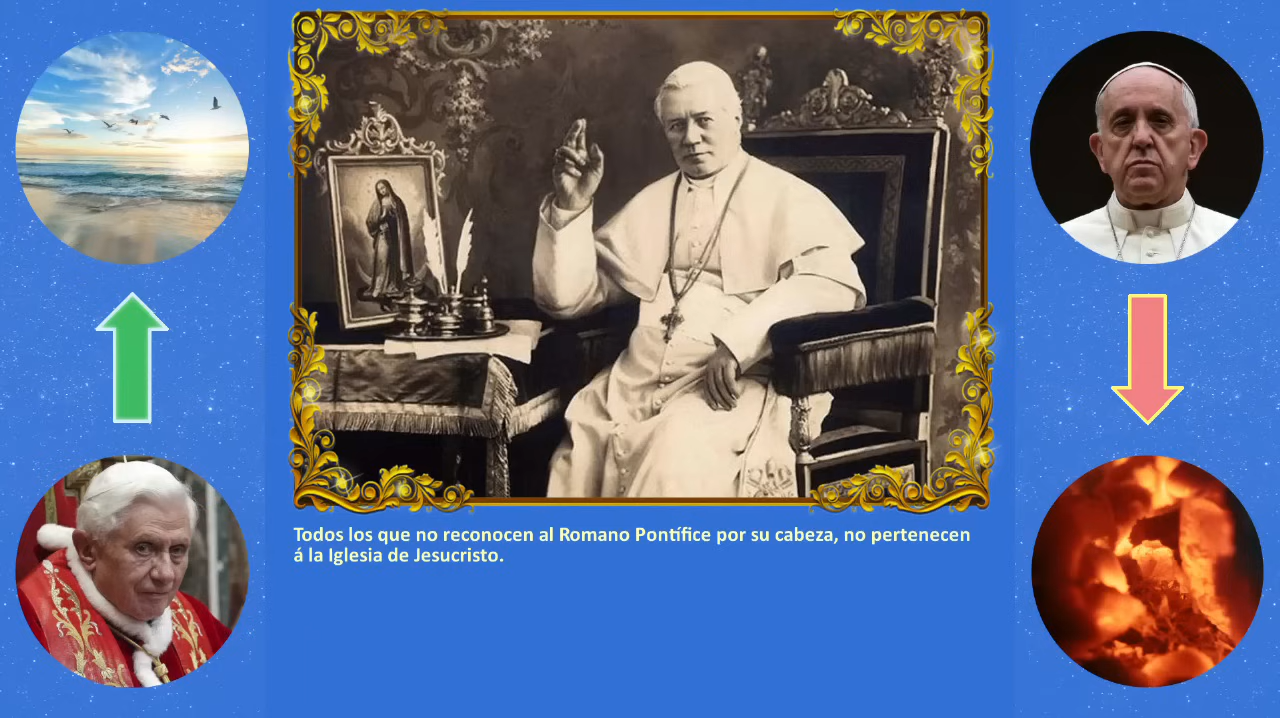 Todos los que no reconocen al Romano Pontífice por su cabeza, no pertenecen
á la Iglesia de Jesucristo.